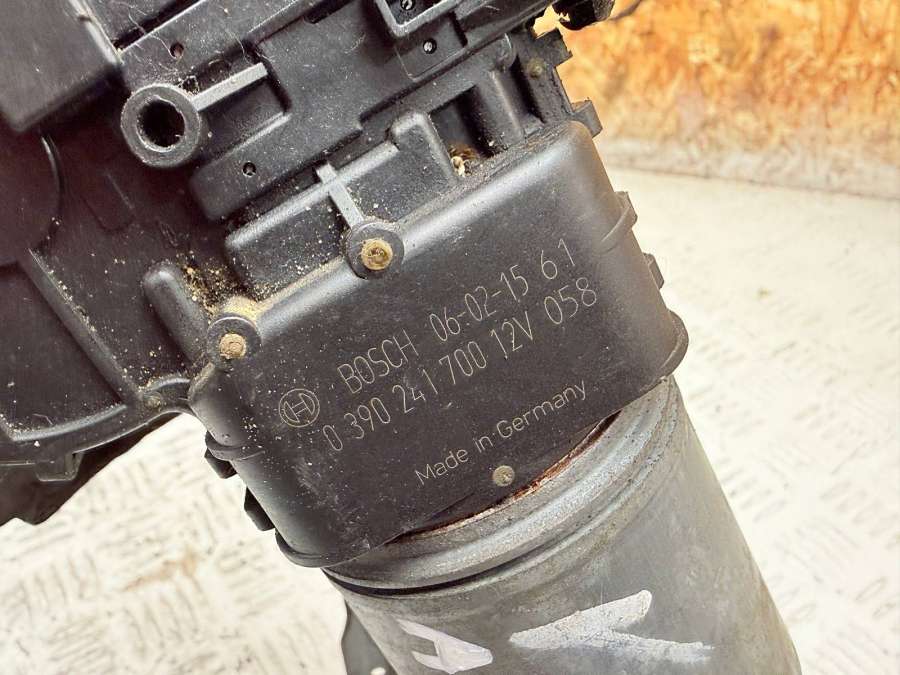 BOSCH 06-02-15 61
0 390 241 700 12V 058
Made in Germany